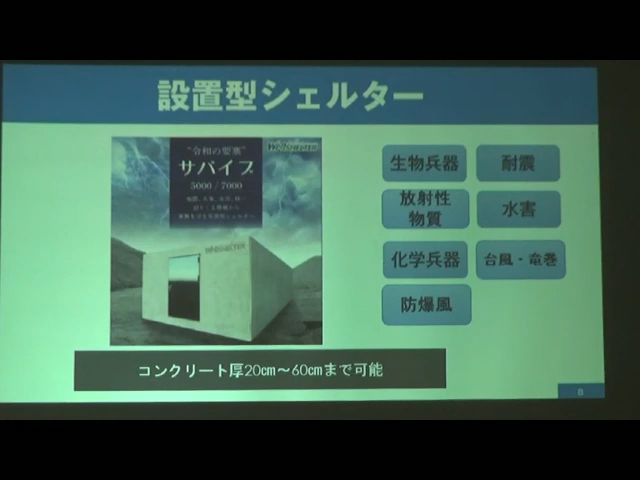 設置型シェルター
"令和の要塞"
サバイブ
5000/7000
生物兵器
耐震
放射性
物質
水害
化学兵器
台風・竜巻
防爆風
コンクリート厚20㎝～60㎝まで可能
8